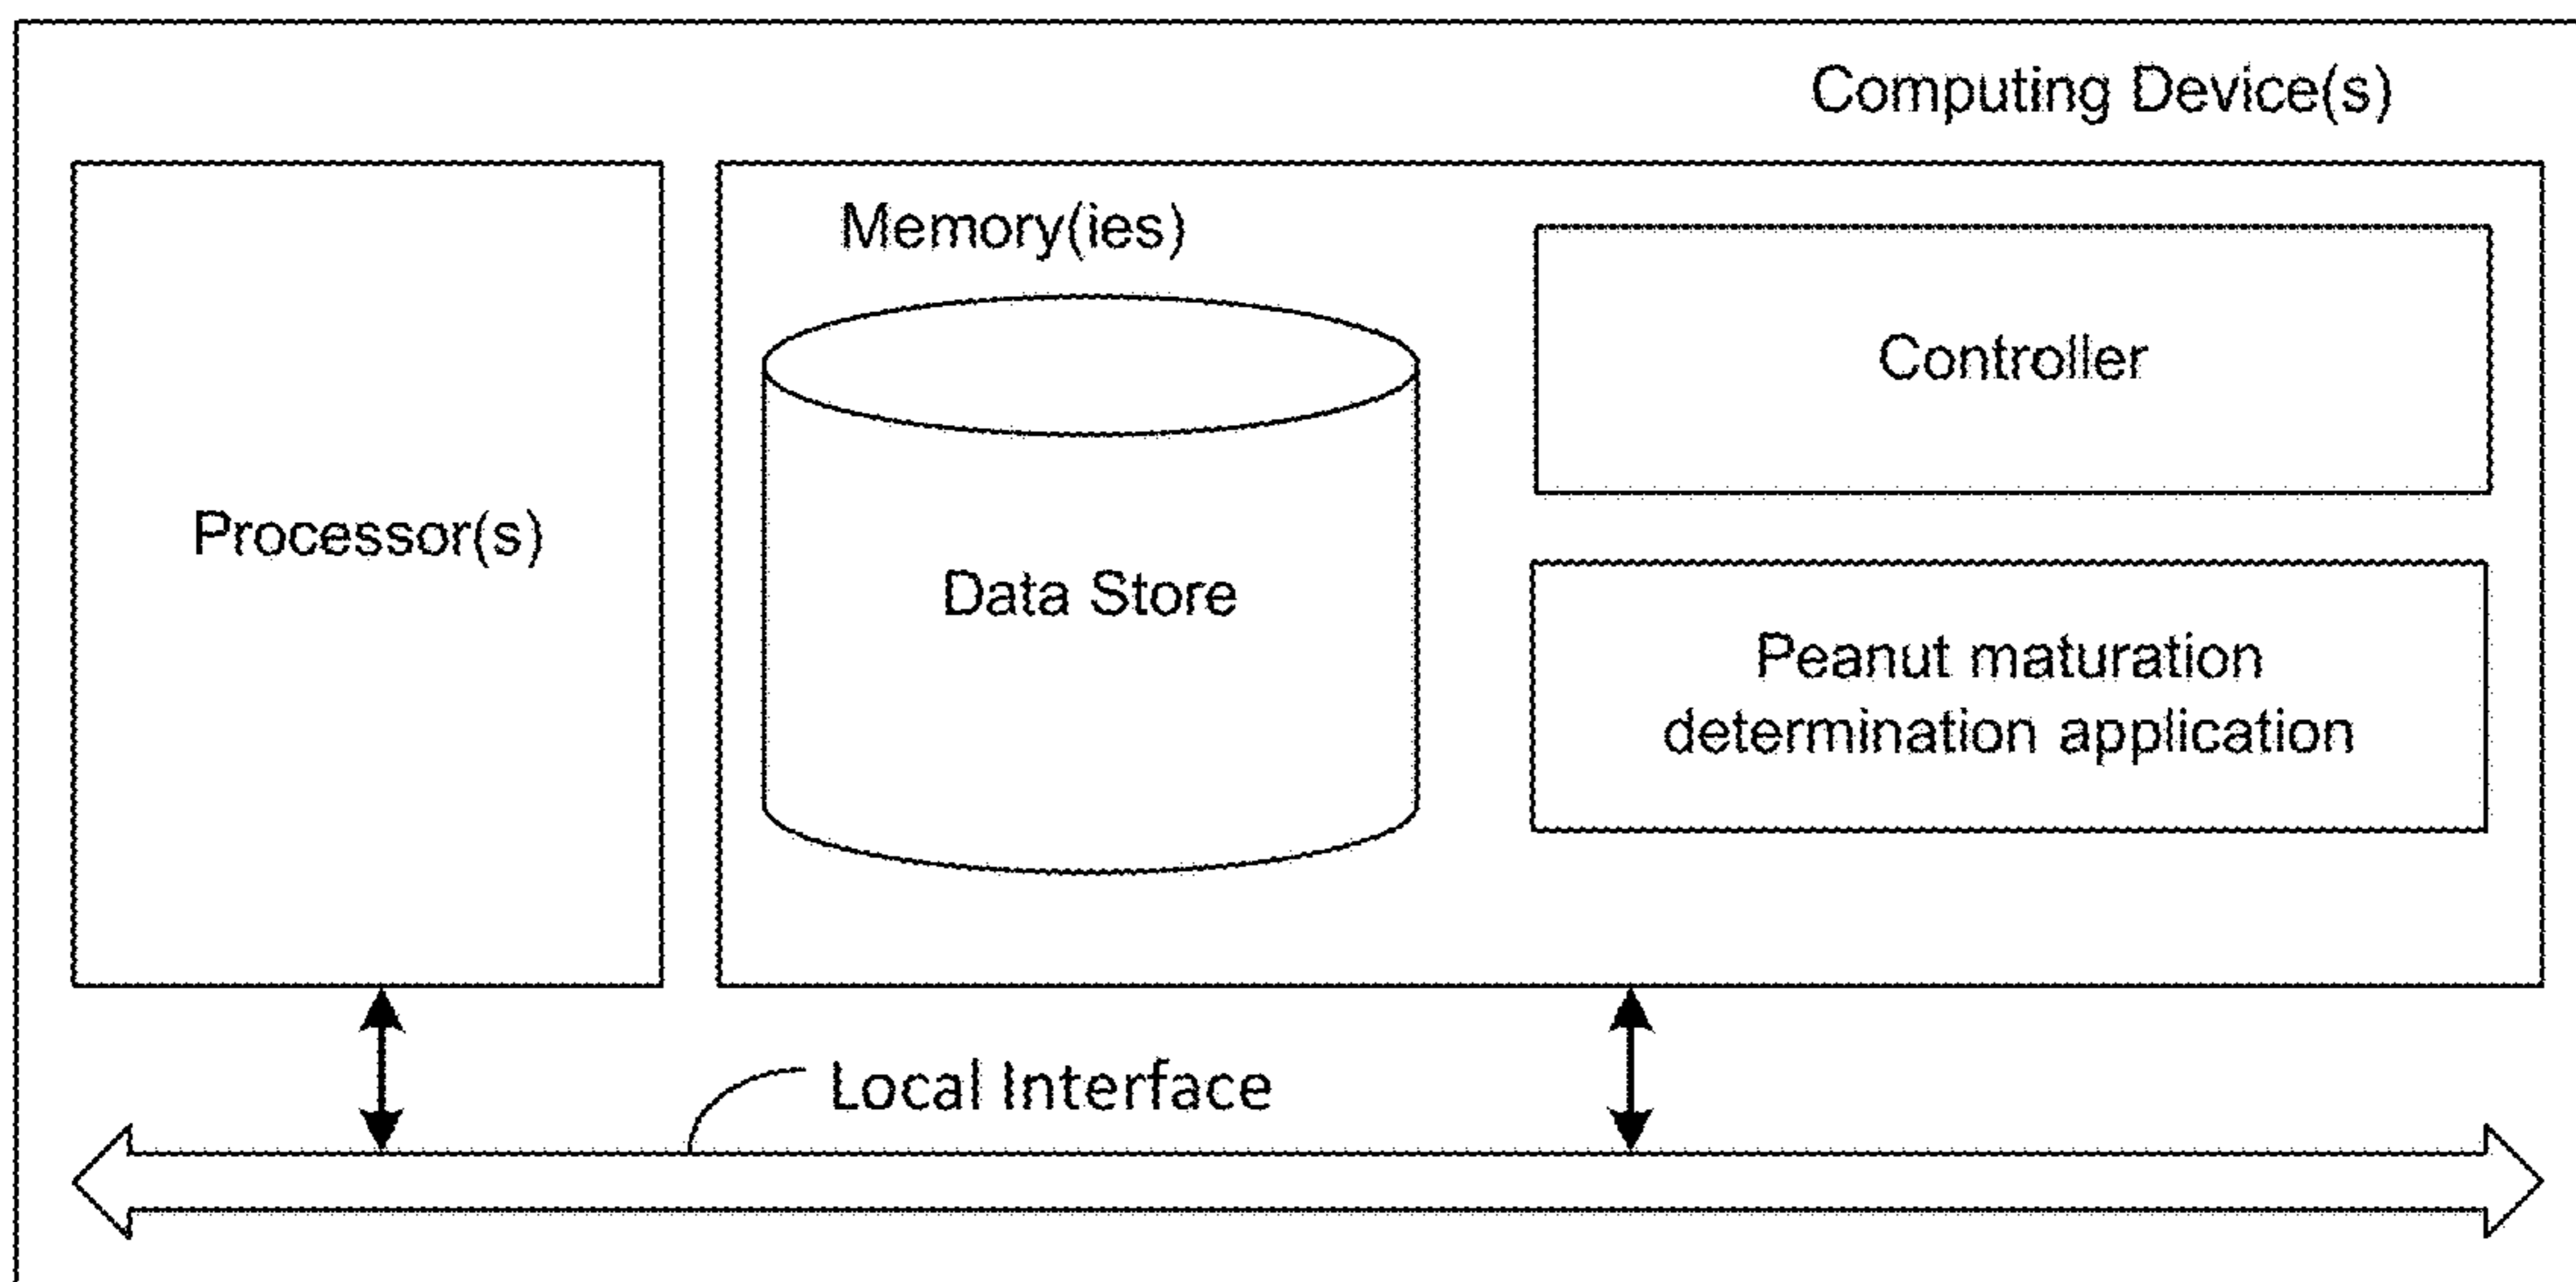 Computing Device(s)
Processor(s)
Memory(ies)
Data Store
Controller
Peanut maturation
determination application
Local Interface